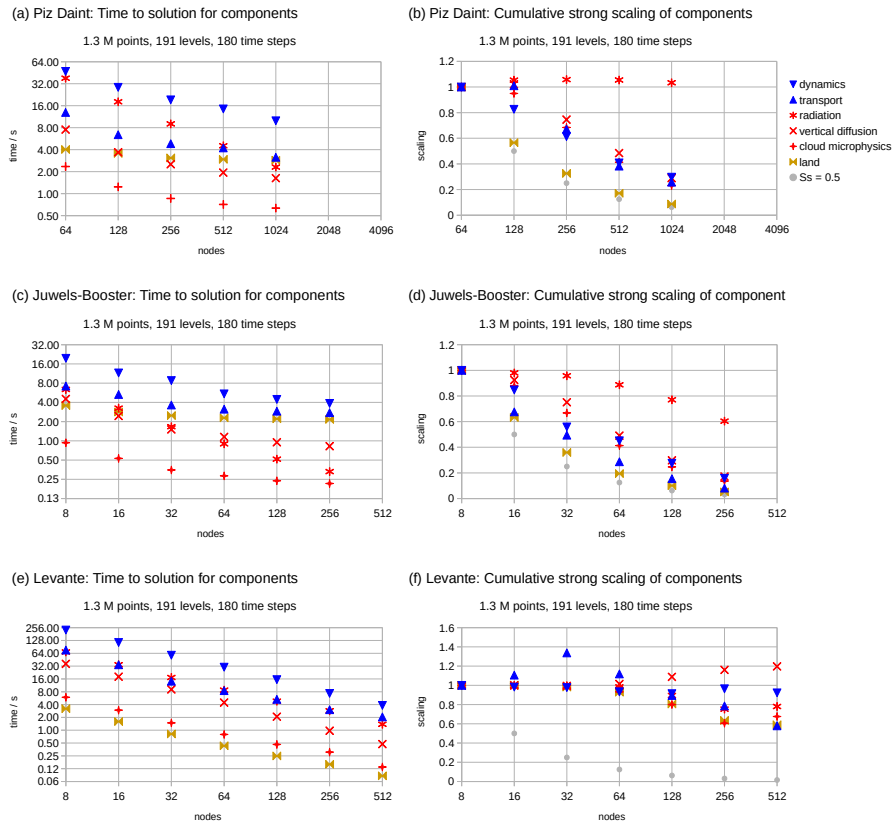 (a) Piz Daint: Time to solution for components
1.3 M points, 191 levels, 180 time steps
64.00
32.00
16.00
8.00
4.00
2.00
1.00
0.50
time / s
64 128 256 512 1024 2048 4096
nodes
(b) Piz Daint: Cumulative strong scaling of components
1.3 M points, 191 levels, 180 time steps
1.2
1
0.8
0.6
0.4
0.2
0
scaling
64 128 256 512 1024 2048 4096
nodes
dynamics
transport
radiation
vertical diffusion
cloud microphysics
land
Ss = 0.5
(c) Juwels-Booster: Time to solution for components
1.3 M points, 191 levels, 180 time steps
32.00
16.00
8.00
4.00
2.00
1.00
0.50
0.25
0.13
time / s
8 16 32 64 128 256 512
nodes
(d) Juwels-Booster: Cumulative strong scaling of component
1.3 M points, 191 levels, 180 time steps
1.2
1
0.8
0.6
0.4
0.2
0
scaling
8 16 32 64 128 256 512
nodes
(e) Levante: Time to solution for components
1.3 M points, 191 levels, 180 time steps
256.00
128.00
64.00
32.00
16.00
8.00
4.00
2.00
1.00
0.50
0.25
0.12
0.06
time / s
8 16 32 64 128 256 512
nodes
(f) Levante: Cumulative strong scaling of components
1.3 M points, 191 levels, 180 time steps
1.6
1.4
1.2
1
0.8
0.6
0.4
0.2
0
scaling
8 16 32 64 128 256 512
nodes